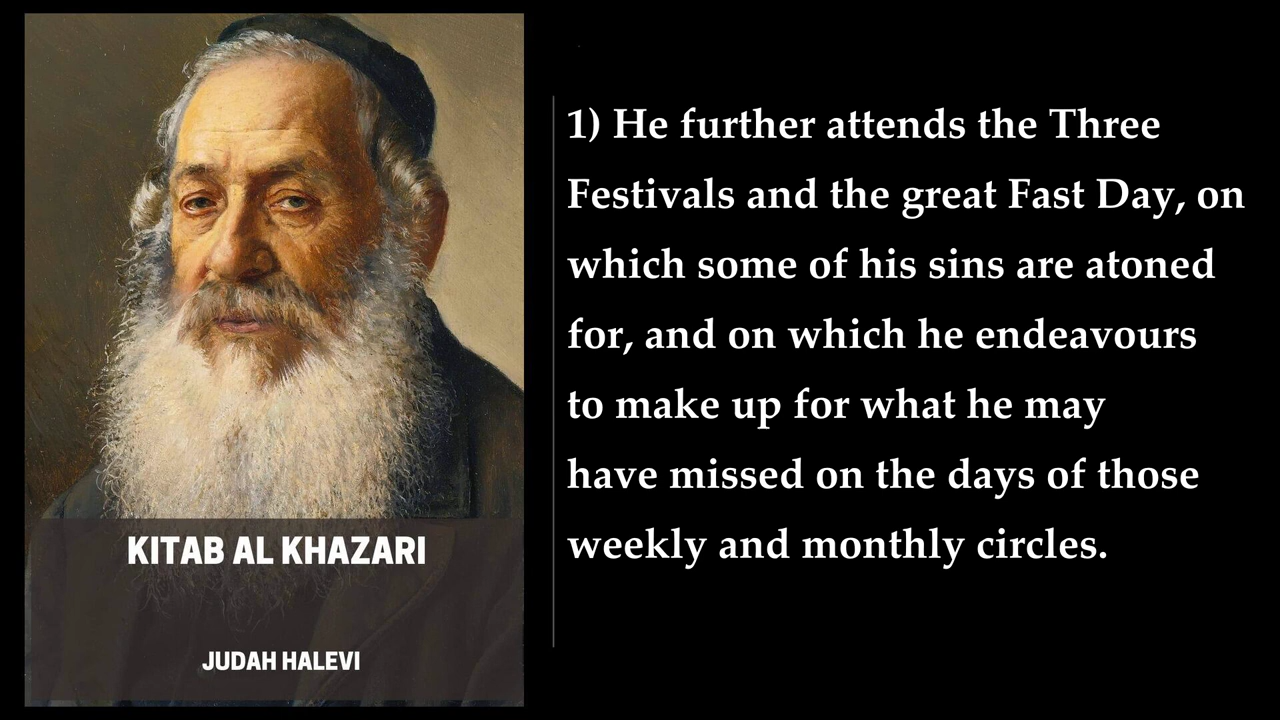 KITAB AL KHAZARI
JUDAH HALEVI
1) He further attends the Three
Festivals and the great Fast Day, on
which some of his sins are atoned
for, and on which he endeavours
to make up for what he may
have missed on the days of those
weekly and monthly circles.